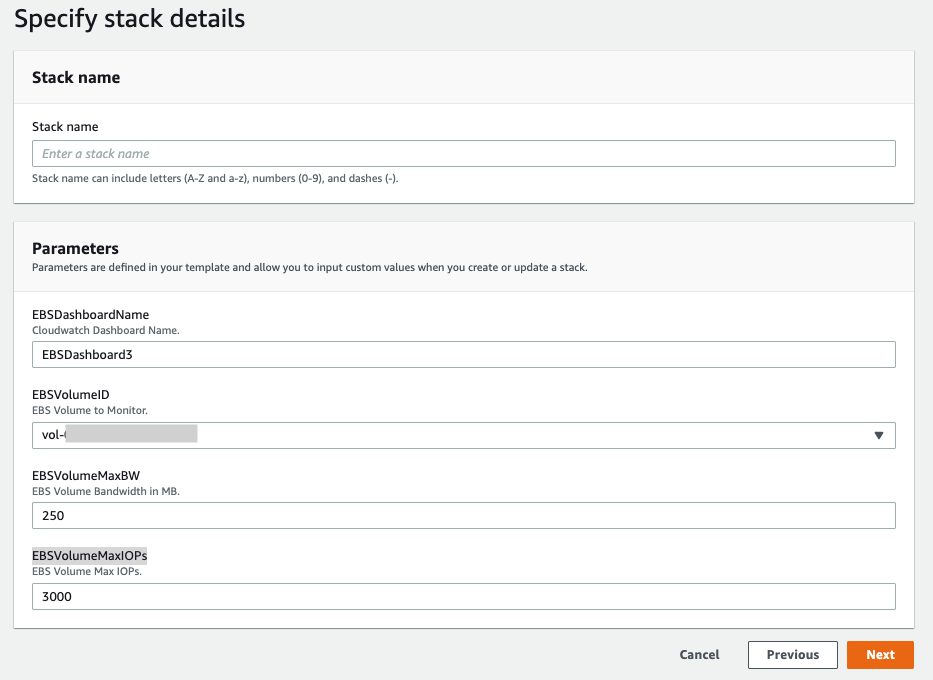 Specify stack details
Stack name
Stack name
Enter a stack name
Stack name can include letters (A-Z and a-z), numbers (0-9), and dashes (-).
Parameters
Parameters are defined in your template and allow you to input custom values when you create or update a stack.
EBSDashboardName
Cloudwatch Dashboard Name.
EBSDashboard3
EBSVolumeID
EBS Volume to Monitor.
vol-
EBSVolumeMaxBW
EBS Volume Bandwidth in MB.
250
EBSVolumeMaxIOPs
EBS Volume Max IOPs.
3000
Cancel Previous Next